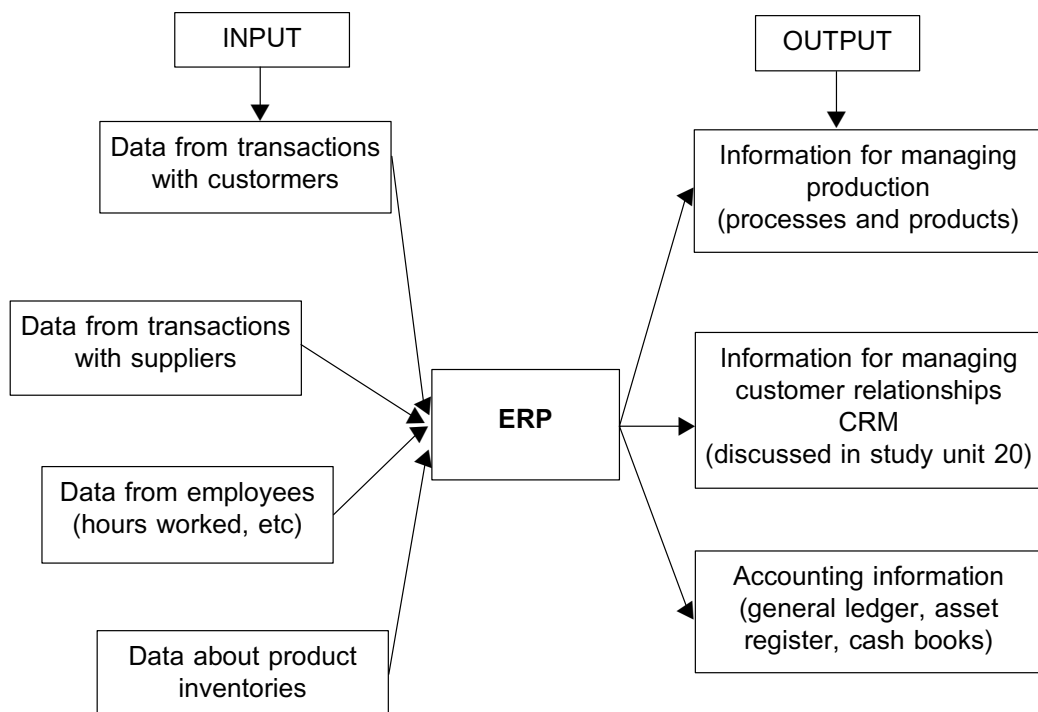 INPUT
Data from transactions
with custormers
Data from transactions
with suppliers
Data from employees
(hours worked, etc)
Data about product
inventories
ERP
OUTPUT
Information for managing
production
(processes and products)
Information for managing
customer relationships
CRM
(discussed in study unit 20)
Accounting information
(general ledger, asset
register, cash books)